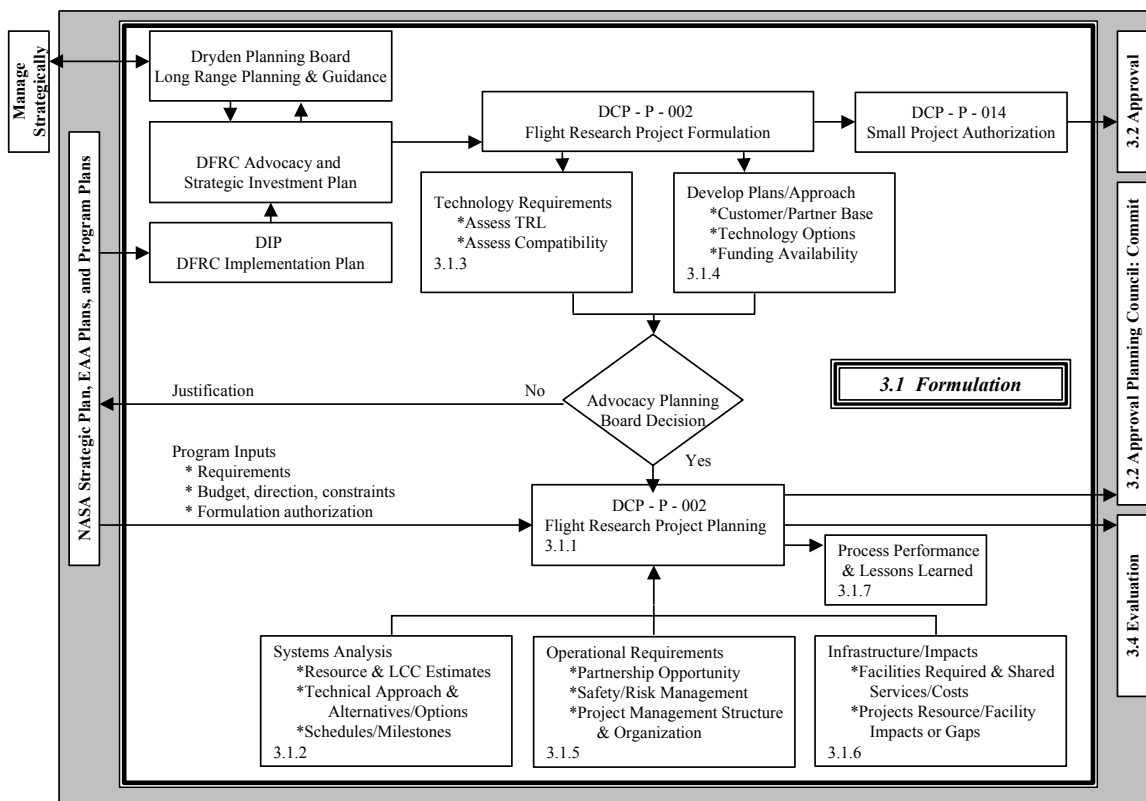 Manage
Strategically
NASA Strategic Plan, EAA Plans, and Program Plans
Dryden Planning Board
Long Range Planning & Guidance
DFRC Advocacy and
Strategic Investment Plan
DIP
DFRC Implementation Plan
DCP - P - 002
Flight Research Project Formulation
DCP - P - 014
Small Project Authorization
Technology Requirements
*Assess TRL
*Assess Compatibility
3.1.3
Develop Plans/Approach
*Customer/Partner Base
*Technology Options
*Funding Availability
3.1.4
Advocacy Planning
Board Decision
No
Justification
Yes
3.1 Formulation
Program Inputs
* Requirements
* Budget, direction, constraints
* Formulation authorization
DCP - P - 002
Flight Research Project Planning
3.1.1
Process Performance
& Lessons Learned
3.1.7
Systems Analysis
*Resource & LCC Estimates
*Technical Approach &
Alternatives/Options
*Schedules/Milestones
3.1.2
Operational Requirements
*Partnership Opportunity
*Safety/Risk Management
*Project Management Structure
& Organization
3.1.5
Infrastructure/Impacts
*Facilities Required & Shared
Services/Costs
*Projects Resource/Facility
Impacts or Gaps
3.1.6
3.2 Approval
3.2 Approval Planning Council: Commit
3.4 Evaluation